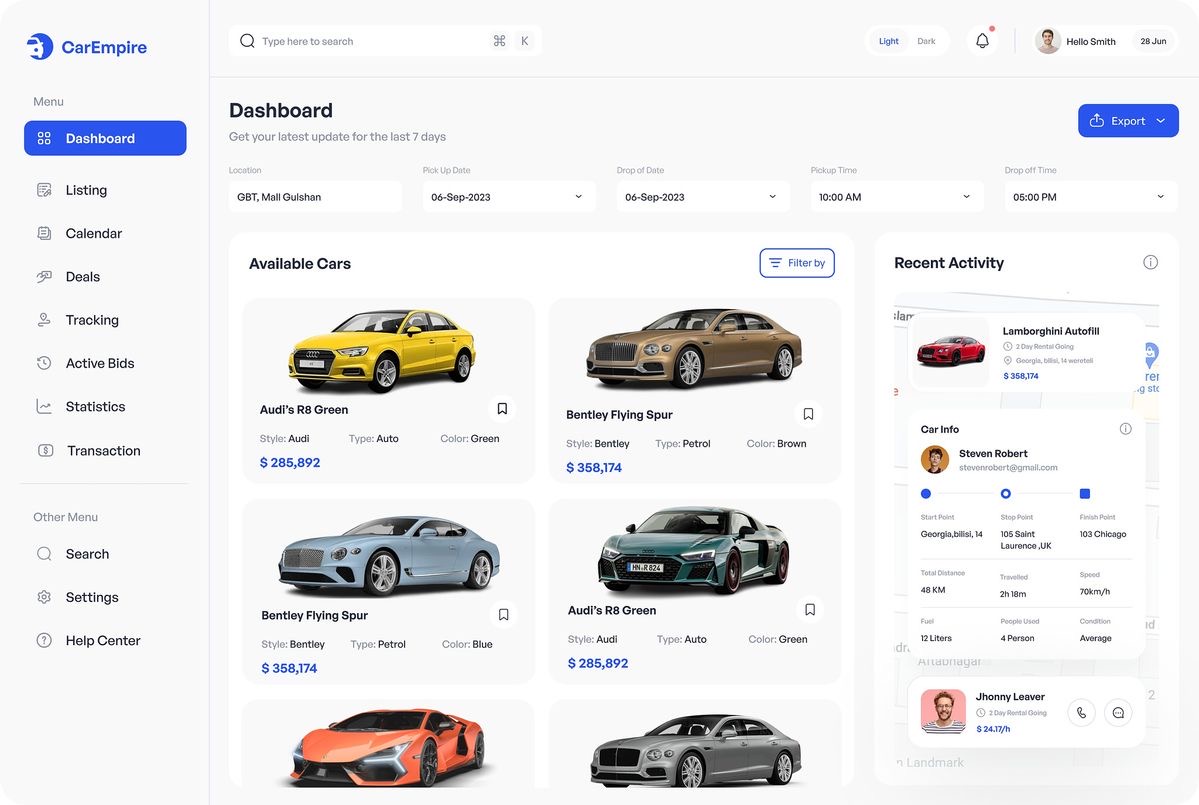 CarEmpire
Menu
Dashboard
Listing
Calendar
Deals
Tracking
Active Bids
Statistics
Transaction
Other Menu
Search
Settings
Help Center
Type here to search
⌘ K
Light Dark
Hello Smith
28 Jun
Dashboard
Get your latest update for the last 7 days
Export
Location Pick Up Date Drop of Date Pickup Time Drop off Time
GBT, Mall Gulshan 06-Sep-2023 06-Sep-2023 10:00 AM 05:00 PM
Available Cars
Filter by
Audi's R8 Green
Style: Audi Type: Auto Color: Green
$ 285,892
Bentley Flying Spur
Style: Bentley Type: Petrol Color: Brown
$ 358,174
Bentley Flying Spur
Style: Bentley Type: Petrol Color: Blue
$ 358,174
HN R 824
Audi's R8 Green
Style: Audi Type: Auto Color: Green
$ 285,892
Recent Activity
Lamborghini Autofill
2 Day Rental Going
Georgia, bilisi, 14 wereteli
$ 358,174
Car Info
Steven Robert
stevenrobert@gmail.com
Start Point Stop Point Finish Point
Georgia,bilisi, 14 105 Saint 103 Chicago
Laurence ,UK
Total Distance Travelled Speed
48 KM 2h 18m 70km/h
Fuel People Used Condition
12 Liters 4 Person Average
Aftabnagar
Jhonny Leaver
2 Day Rental Going
$ 24.17/h
Landmark